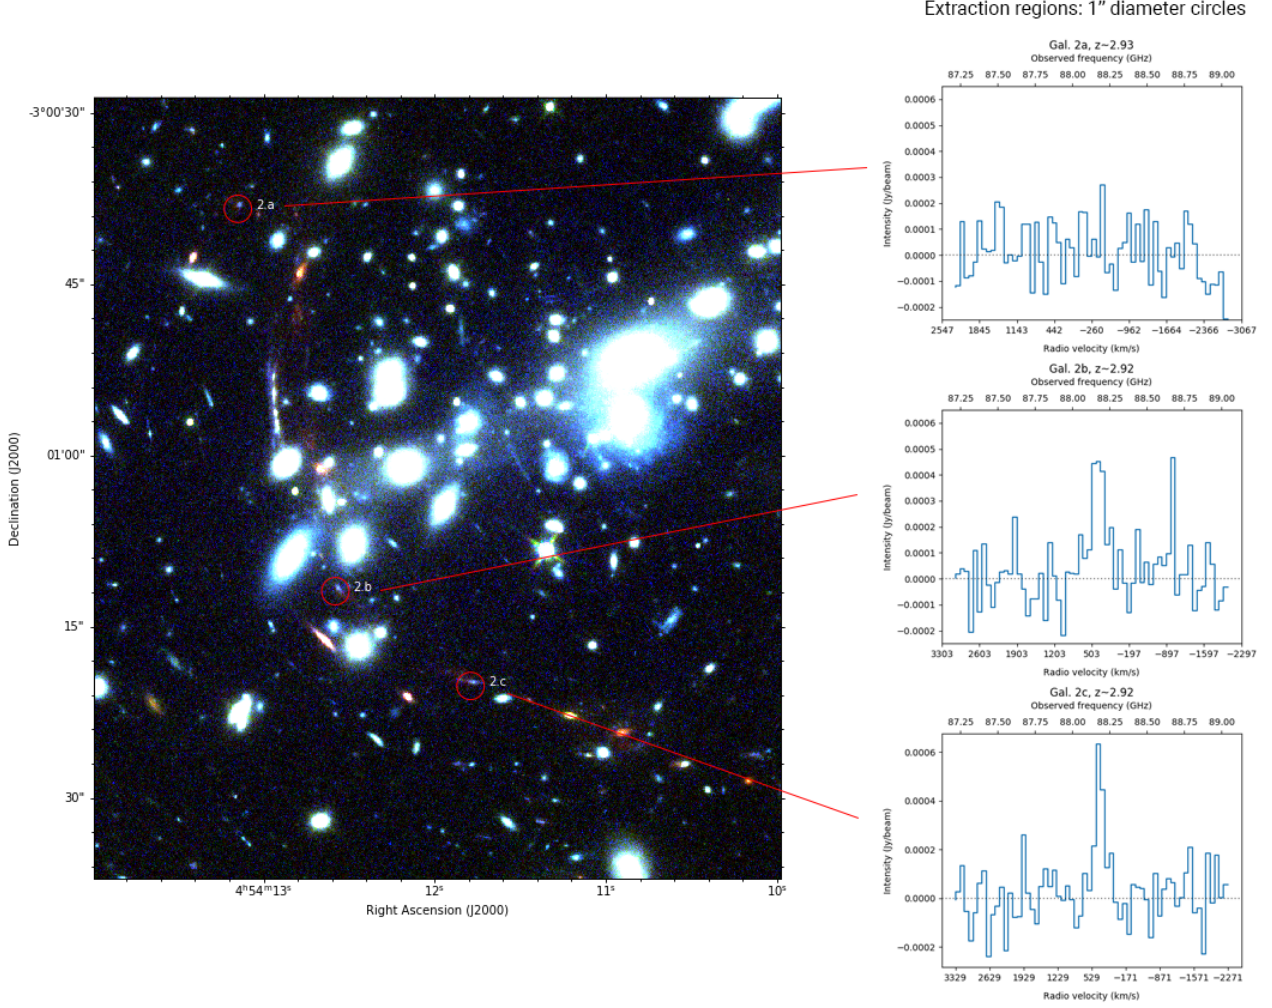 Extraction regions: 1” diameter circles
Gal. 2a, z~2.93
Observed frequency (GHz)
87.25 87.50 87.75 88.00 88.25 88.50 88.75 89.00
Intensity (Jy/beam)
0.0006
0.0005
0.0004
0.0003
0.0002
0.0001
0.0000
−0.0001
−0.0002
2547 1845 1143 442 −260 −962 −1664 −2366 −3067
Radio velocity (km/s)
Gal. 2b, z~2.92
Observed frequency (GHz)
87.25 87.50 87.75 88.00 88.25 88.50 88.75 89.00
Intensity (Jy/beam)
0.0006
0.0005
0.0004
0.0003
0.0002
0.0001
0.0000
−0.0001
−0.0002
3303 2603 1903 1203 503 −197 −897 −1597 −2297
Radio velocity (km/s)
Gal. 2c, z~2.92
Observed frequency (GHz)
87.25 87.50 87.75 88.00 88.25 88.50 88.75 89.00
Intensity (Jy/beam)
0.0006
0.0004
0.0002
0.0000
−0.0002
3329 2629 1929 1229 529 −171 −871 −1571 −2271
Radio velocity (km/s)
Declination (J2000)
-3°00'30"
45"
01'00"
15"
30"
2.a
2.b
2.c
4ʰ54ᵐ13ˢ 12ˢ 11ˢ 10ˢ
Right Ascension (J2000)